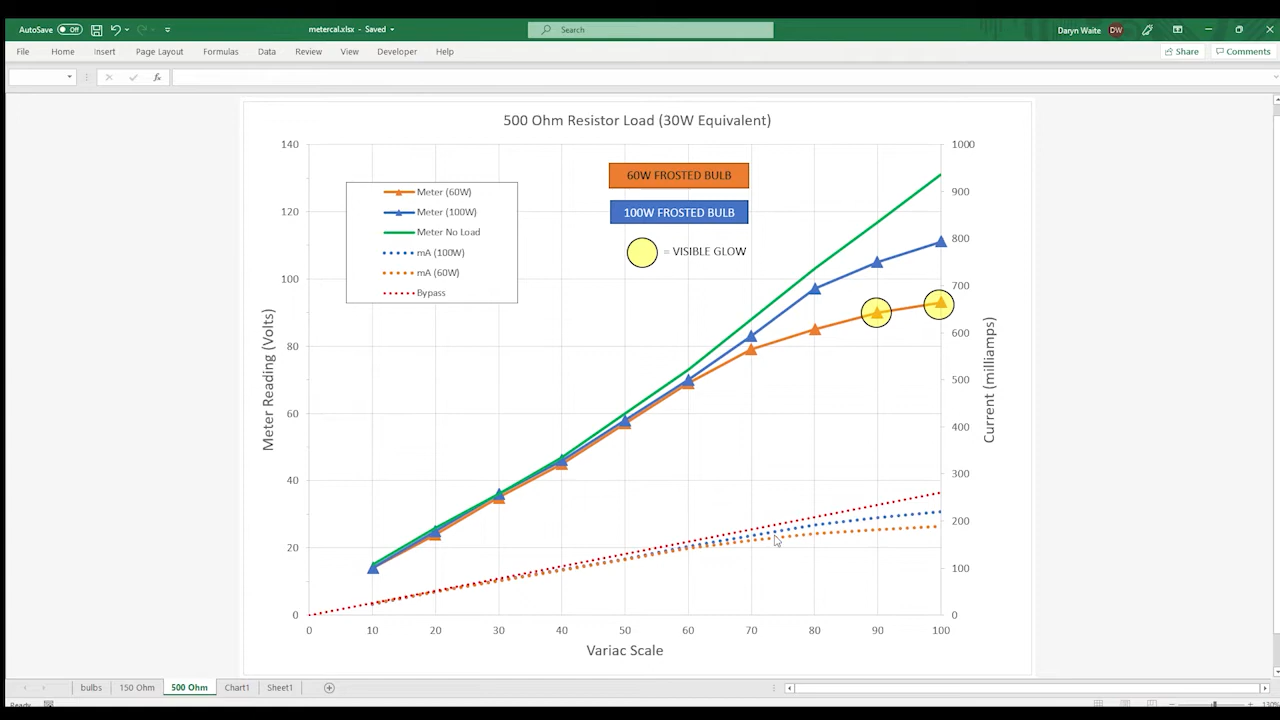 AutoSave Off metercal.xlsx - Saved Search Daryn Waite DW
File Home Insert Page Layout Formulas Data Review View Developer Help Share Comments
fx
500 Ohm Resistor Load (30W Equivalent)
140 1000
60W FROSTED BULB
Meter (60W)
900
Meter (100W)
120
100W FROSTED BULB
Meter No Load
800
mA (100W)
= VISIBLE GLOW
mA (60W)
100
700
Bypass
600
80
500
60
400
40
300
200
20
100
0 0
Meter Reading (Volts)
Current (milliamps)
0 10 20 30 40 50 60 70 80 90 100
Variac Scale
bulbs 150 Ohm 500 Ohm Chart1 Sheet1
Ready 130%